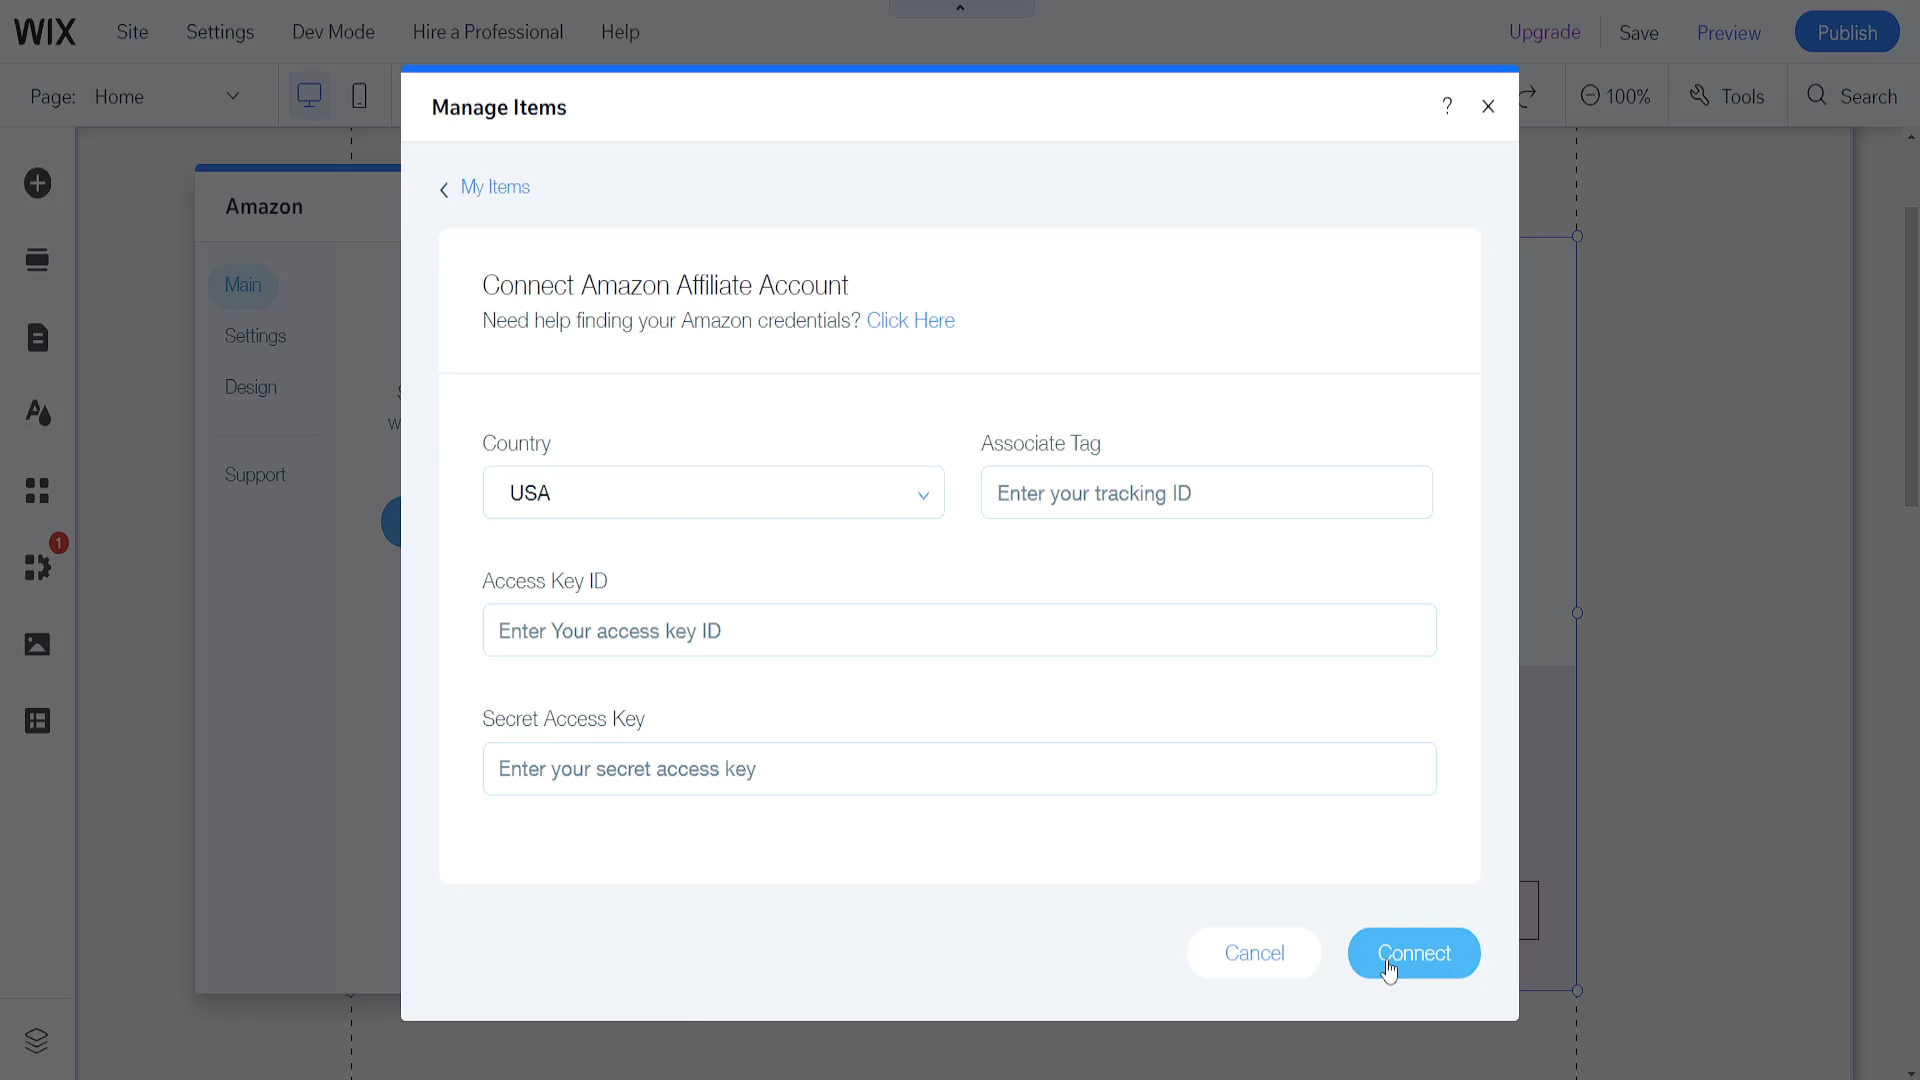 WIX Site Settings Dev Mode Hire a Professional Help Upgrade Save Preview Publish
Page: Home 100% Tools Search
Manage Items ? ×
My Items
Amazon
Main
Settings
Design
Support
1
Connect Amazon Affiliate Account
Need help finding your Amazon credentials? Click Here
Country Associate Tag
USA Enter your tracking ID
Access Key ID
Enter Your access key ID
Secret Access Key
Enter your secret access key
Cancel Connect